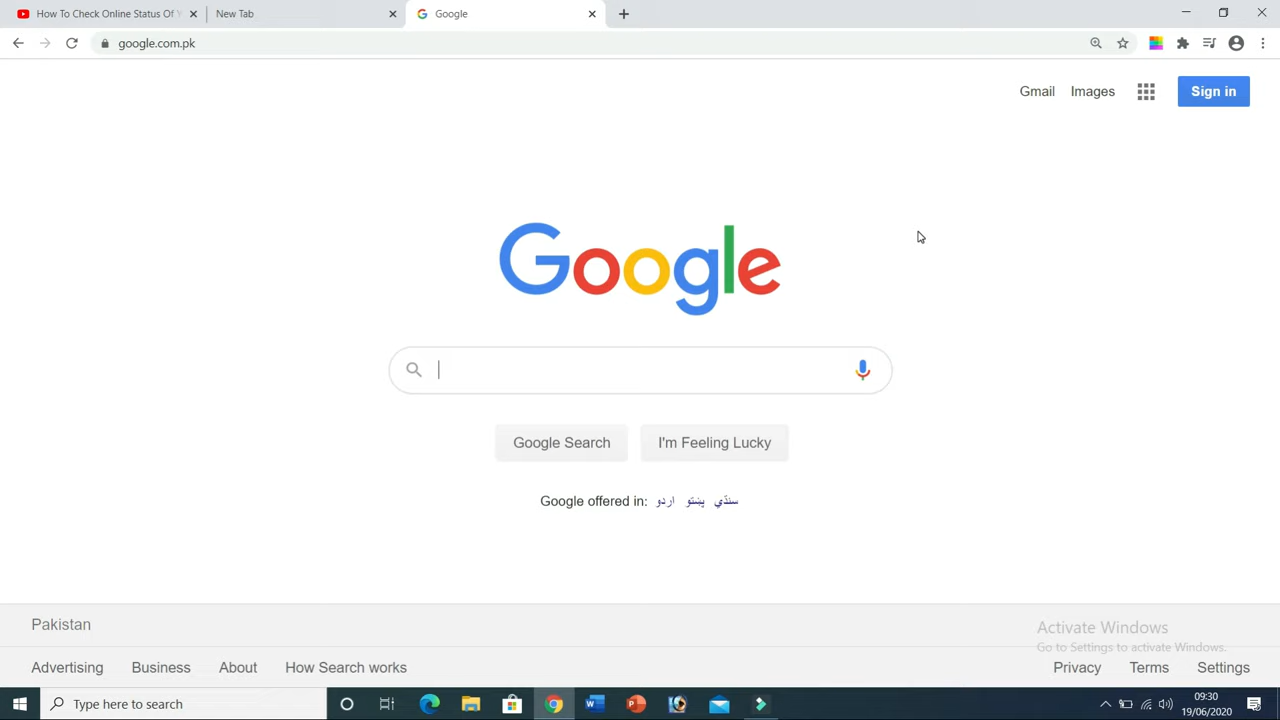 How To Check Online Status Of Y
New Tab
Google
google.com.pk
Gmail Images Sign in
Google
Google Search I'm Feeling Lucky
Google offered in: اردو پښتو سنڌي
Pakistan
Activate Windows
Go to Settings to activate Windows.
Advertising Business About How Search works Privacy Terms Settings
Type here to search
09:30
19/06/2020